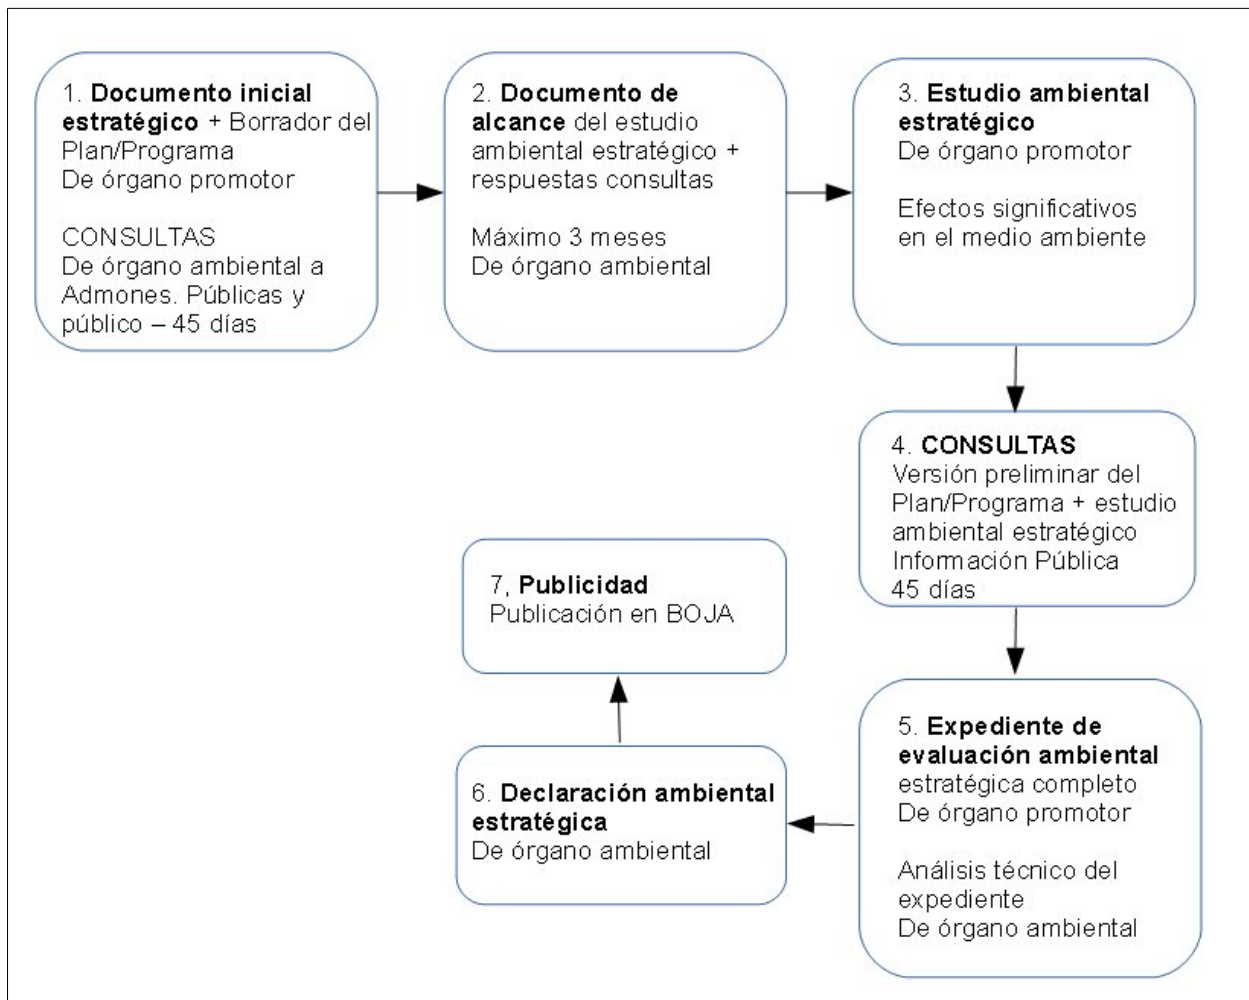 1. Documento inicial
estratégico + Borrador del
Plan/Programa
De órgano promotor
CONSULTAS
De órgano ambiental a
Admones. Públicas y
público – 45 días
2. Documento de
alcance del estudio
ambiental estratégico +
respuestas consultas
Máximo 3 meses
De órgano ambiental
3. Estudio ambiental
estratégico
De órgano promotor
Efectos significativos
en el medio ambiente
4. CONSULTAS
Versión preliminar del
Plan/Programa + estudio
ambiental estratégico
Información Pública
45 días
5. Expediente de
evaluación ambiental
estratégica completo
De órgano promotor
Análisis técnico del
expediente
De órgano ambiental
6. Declaración ambiental
estratégica
De órgano ambiental
7, Publicidad
Publicación en BOJA